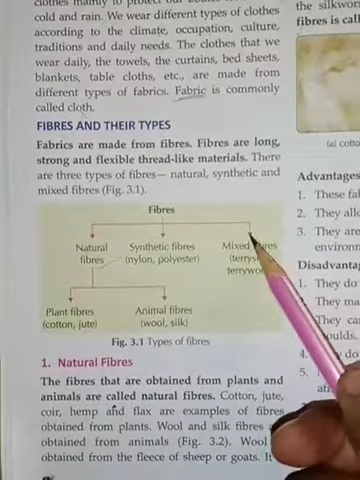 clothes mainly to protect our
cold and rain. We wear different types of clothes
according to the climate, occupation, culture,
traditions and daily needs. The clothes that we
wear daily, the towels, the curtains, bed sheets,
blankets, table cloths, etc., are made from
different types of fabrics. Fabric is commonly
called cloth.
FIBRES AND THEIR TYPES
Fabrics are made from fibres. Fibres are long,
strong and flexible thread-like materials. There
are three types of fibres— natural, synthetic and
mixed fibres (Fig. 3.1).
Fibres
Natural fibres
Synthetic fibres
(nylon, polyester)
Mixed
Plant fibres
(cotton, jute)
Animal fibres
(wool, silk)
Fig. 3.1 Types of fibres
1. Natural Fibres
The fibres that are obtained from plants and
animals are called natural fibres. Cotton, jute,
coir, hemp and flax are examples of fibres
obtained from plants. Wool and silk fibres
obtained from animals (Fig. 3.2). Wool
obtained from the fleece of sheep or goats. It
the silkwor
fibres is call
(a) cotto
Advantages
1. These fa
2. They all
3. They are
environ
Disadvanta
1. They do
They ma
They ca
oulds.
4. y do
5.